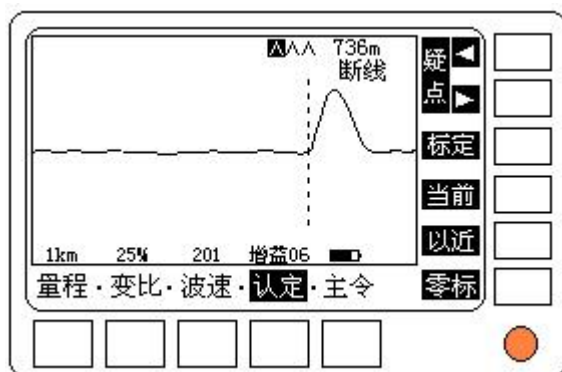 736m
断线
疑点
标定
当前
以近
零标
1km 25% 201 增益06
量程·变比·波速·认定·主令